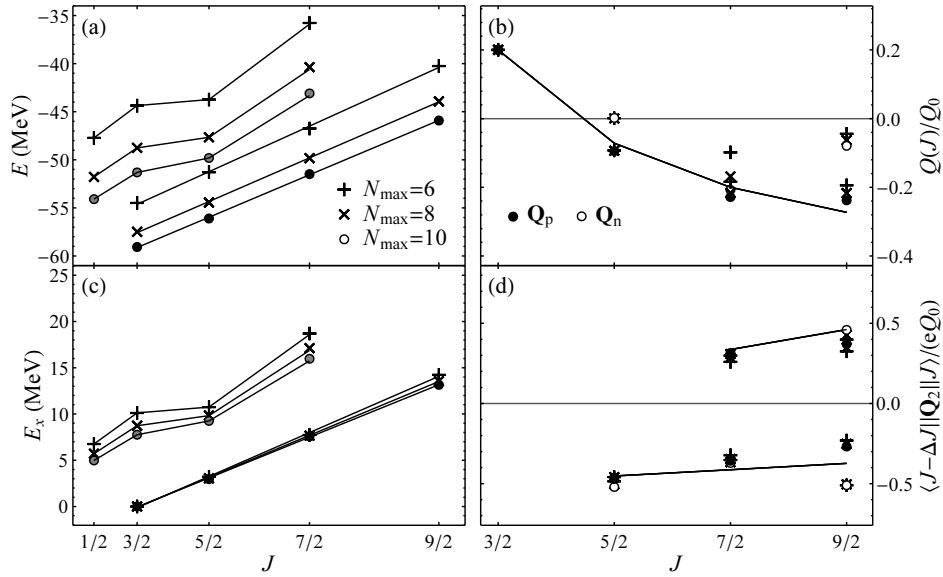 (a)
−35
−40
−45
−50
−55
−60
E (MeV)
N_max=6
N_max=8
N_max=10
(b)
0.2
0.0
−0.2
−0.4
Q(J)/Q_0
Q_p
Q_n
(c)
25
20
15
10
5
0
E_x (MeV)
1/2 3/2 5/2 7/2 9/2
J
(d)
0.5
0.0
−0.5
⟨J−ΔJ||Q_2||J⟩/(eQ_0)
3/2 5/2 7/2 9/2
J